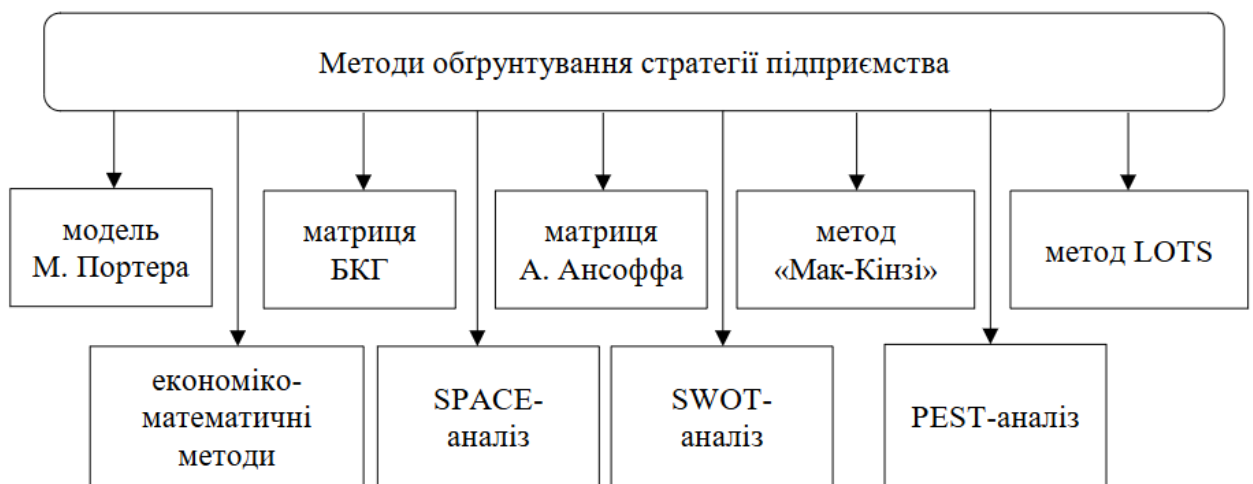 Методи обґрунтування стратегії підприємства
модель
М. Портера
матриця
БКГ
матриця
А. Ансоффа
метод
«Мак-Кінзі»
метод LOTS
економіко-
математичні
методи
SPACE-
аналіз
SWOT-
аналіз
PEST-аналіз